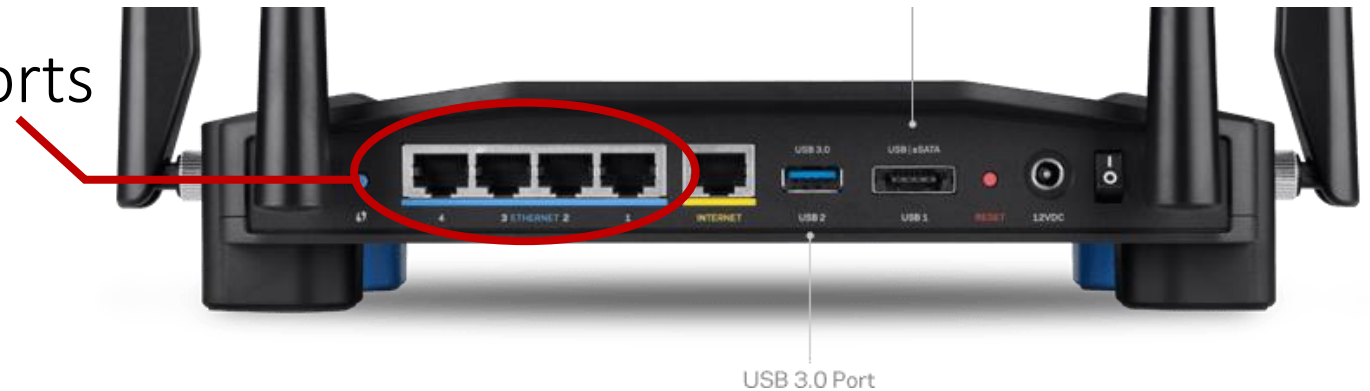 orts
USB 3.0
USB | eSATA
4
3 ETHERNET 2
1
INTERNET
USB 2
USB 1
RESET
12VDC
I
O
USB 3.0 Port